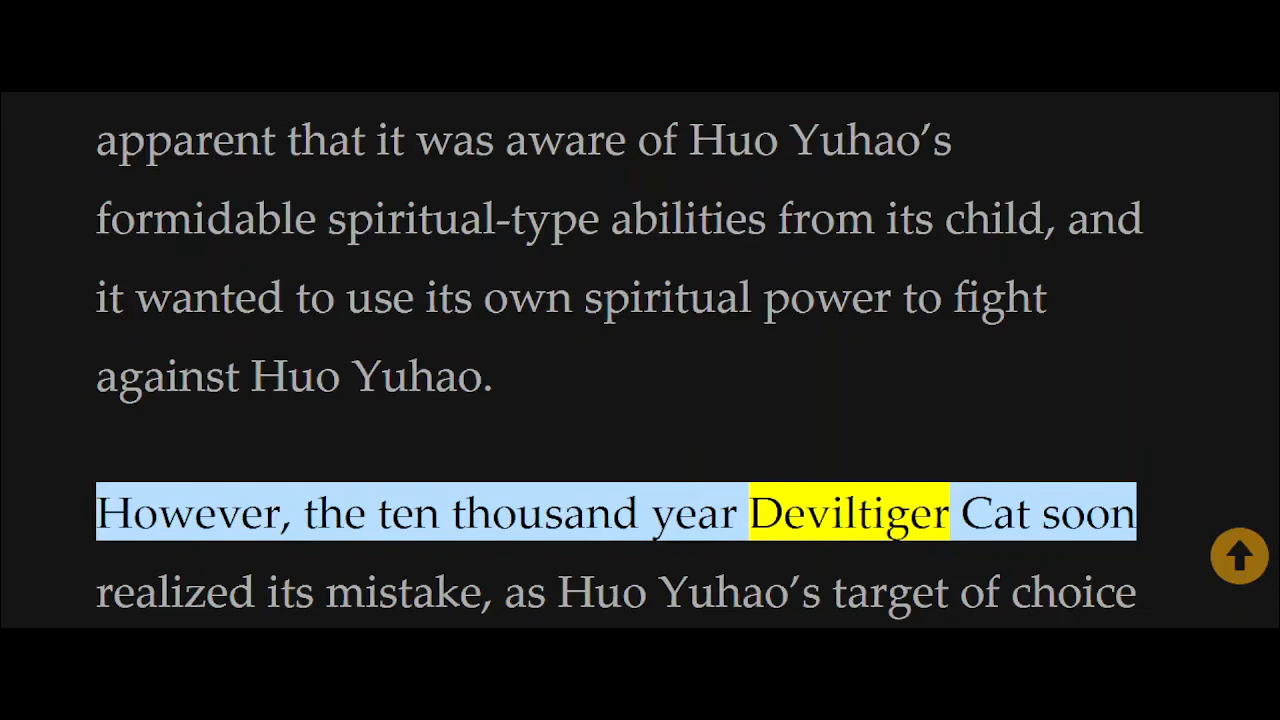 apparent that it was aware of Huo Yuhao’s
formidable spiritual-type abilities from its child, and
it wanted to use its own spiritual power to fight
against Huo Yuhao.
However, the ten thousand year Deviltiger Cat soon
realized its mistake, as Huo Yuhao’s target of choice